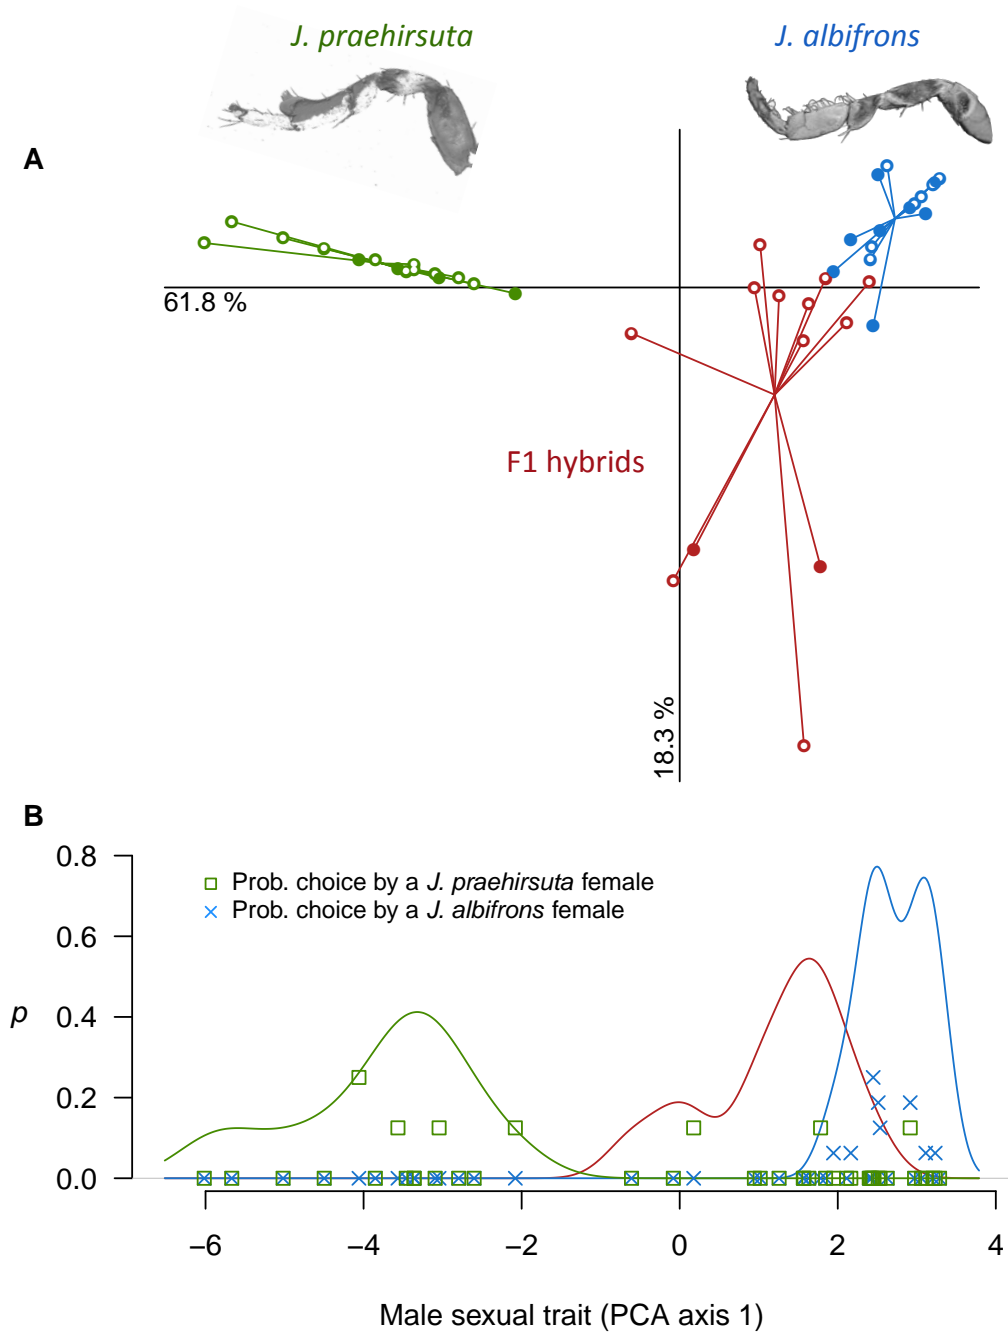 J. praehirsuta
J. albifrons
A
61.8 %
F1 hybrids
18.3 %
B
0.8
Prob. choice by a J. praehirsuta female
Prob. choice by a J. albifrons female
0.6
p
0.4
0.2
0.0
−6 −4 −2 0 2 4
Male sexual trait (PCA axis 1)